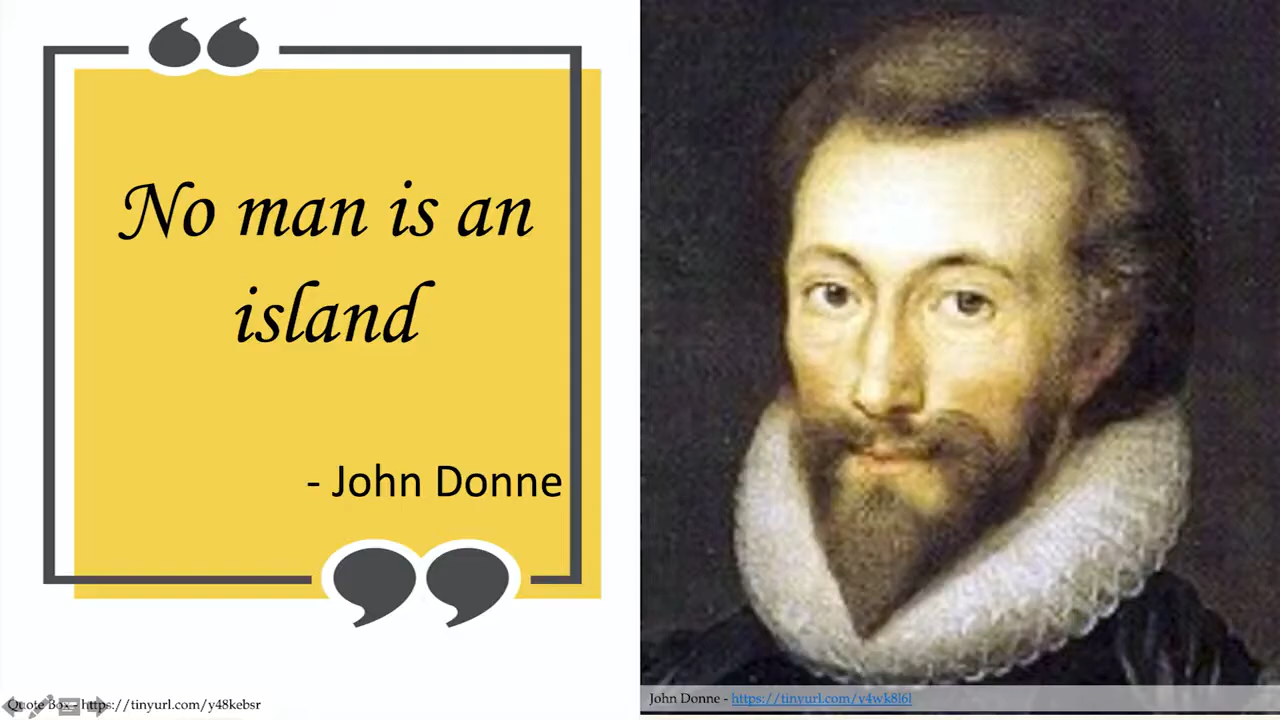 No man is an
island
- John Donne
Quote Box - https://tinyurl.com/y48kebsr
John Donne - https://tinyurl.com/y4wk8l6l